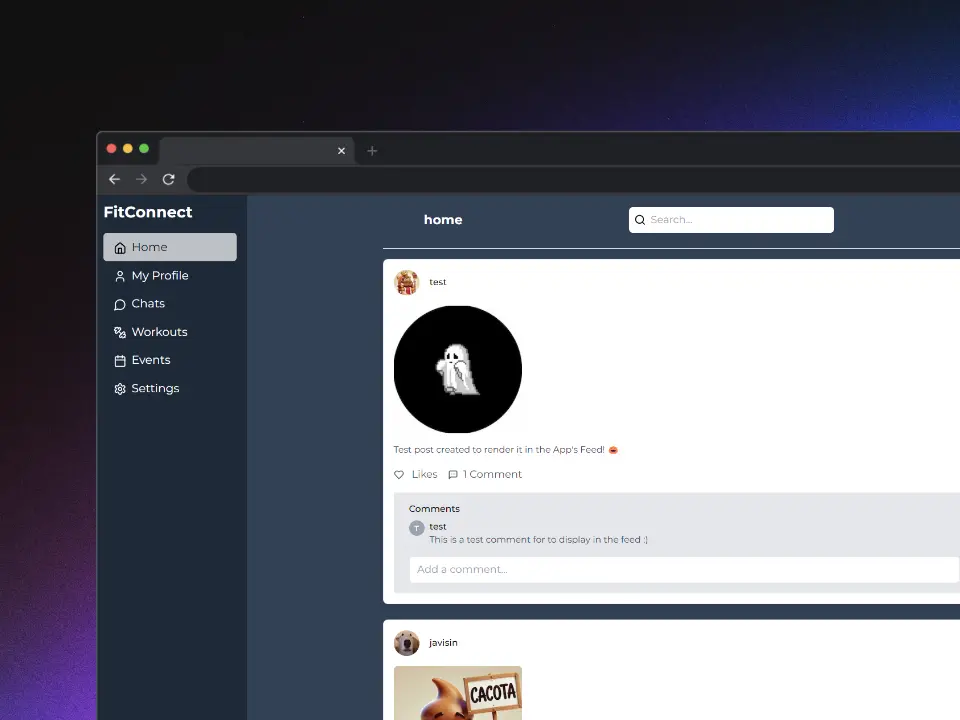 FitConnect
Home
My Profile
Chats
Workouts
Events
Settings
home
Search...
test
Test post created to render it in the App's Feed! 🎃
Likes 1 Comment
Comments
T test
This is a test comment for to display in the feed :)
Add a comment...
javisin
CACOTA